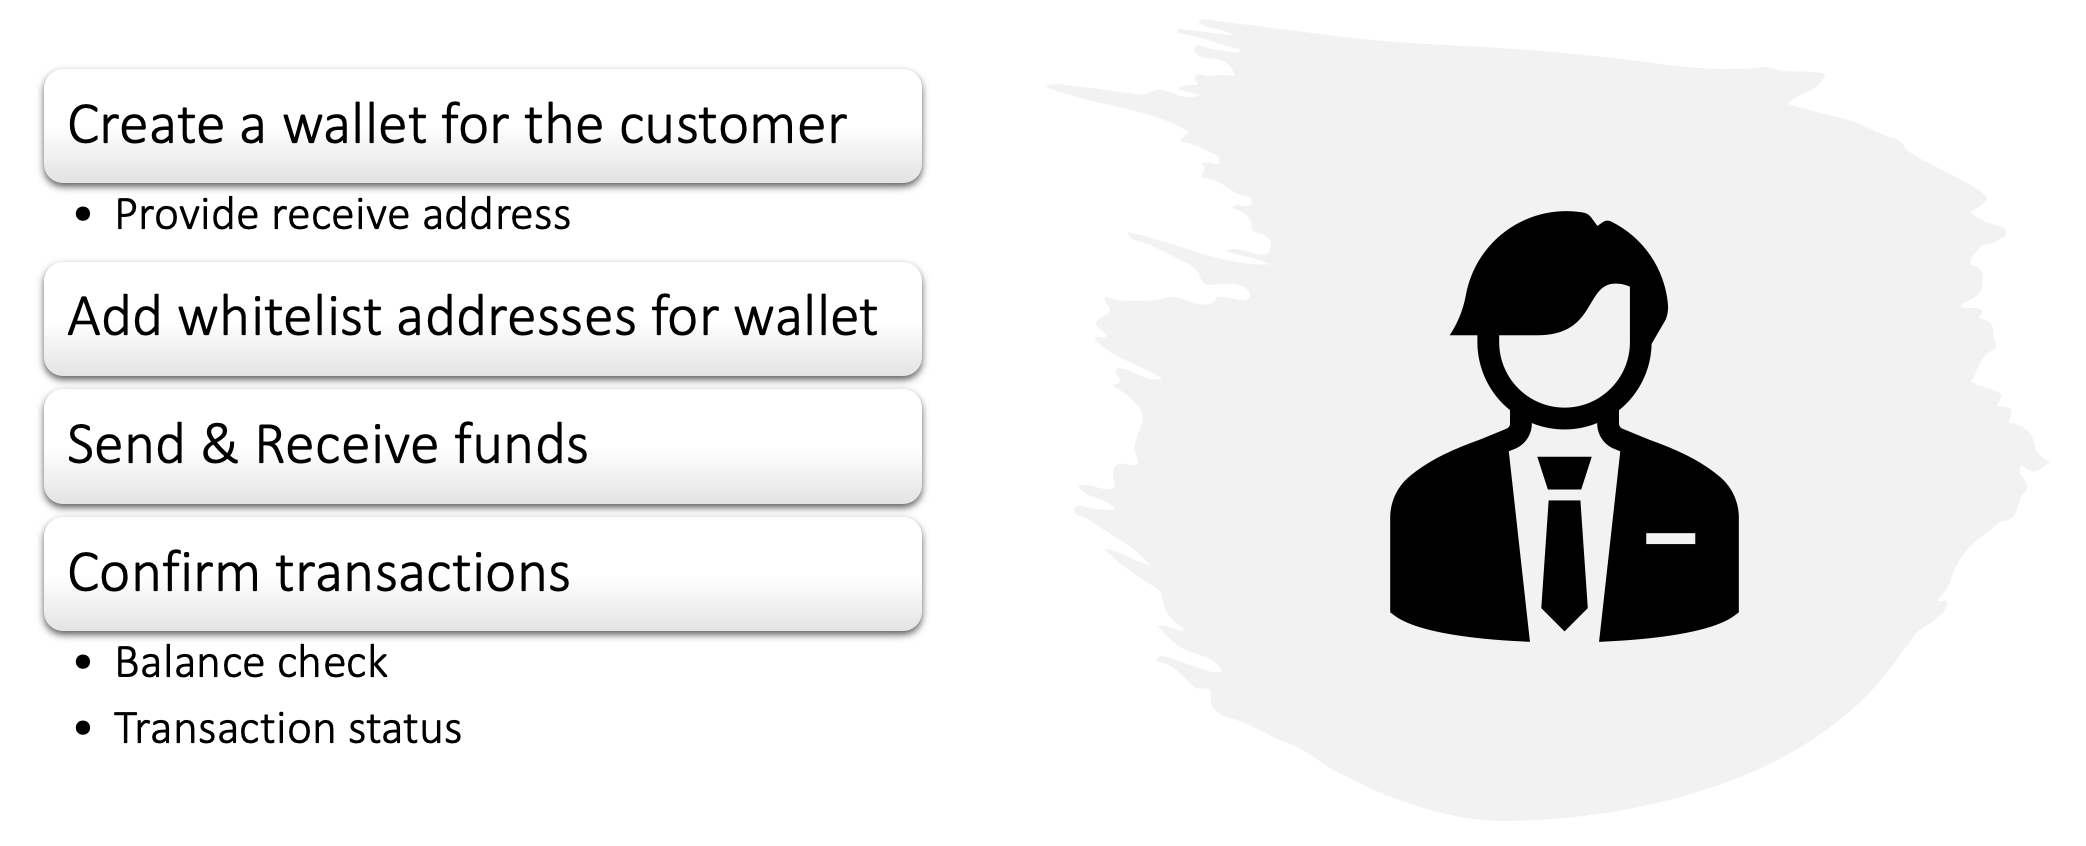 Create a wallet for the customer
• Provide receive address
Add whitelist addresses for wallet
Send & Receive funds
Confirm transactions
• Balance check
• Transaction status